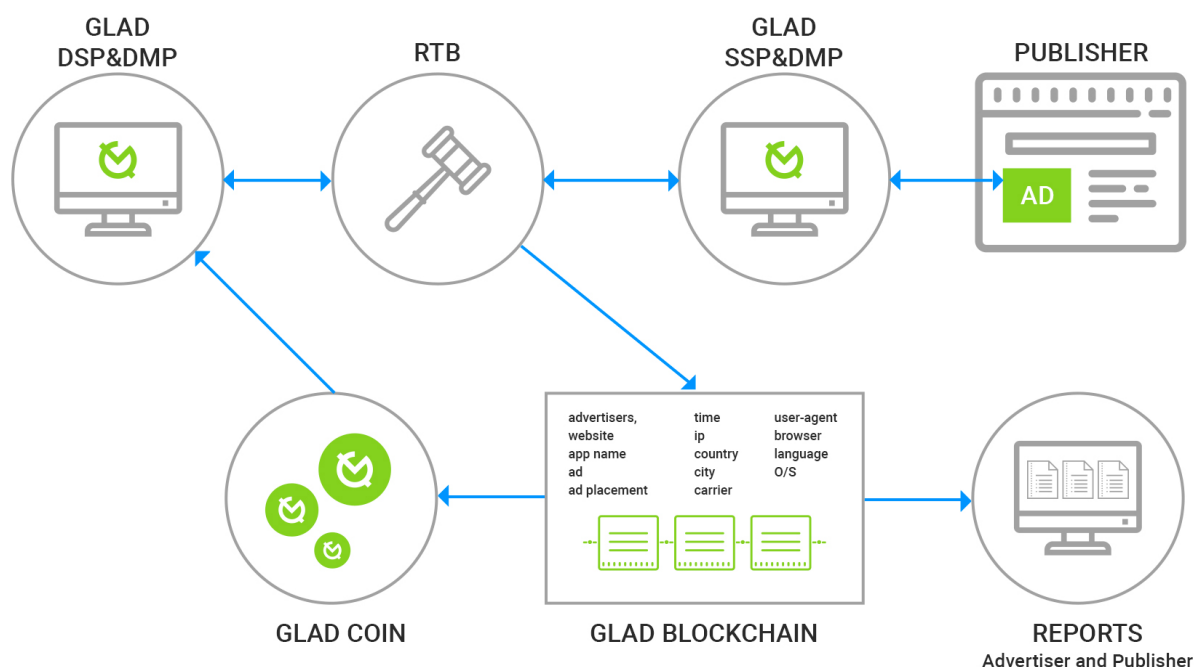 GLAD
DSP&DMP
RTB
GLAD
SSP&DMP
PUBLISHER
AD
advertisers,
website
app name
ad
ad placement
time
ip
country
city
carrier
user-agent
browser
language
O/S
GLAD COIN
GLAD BLOCKCHAIN
REPORTS
Advertiser and Publisher